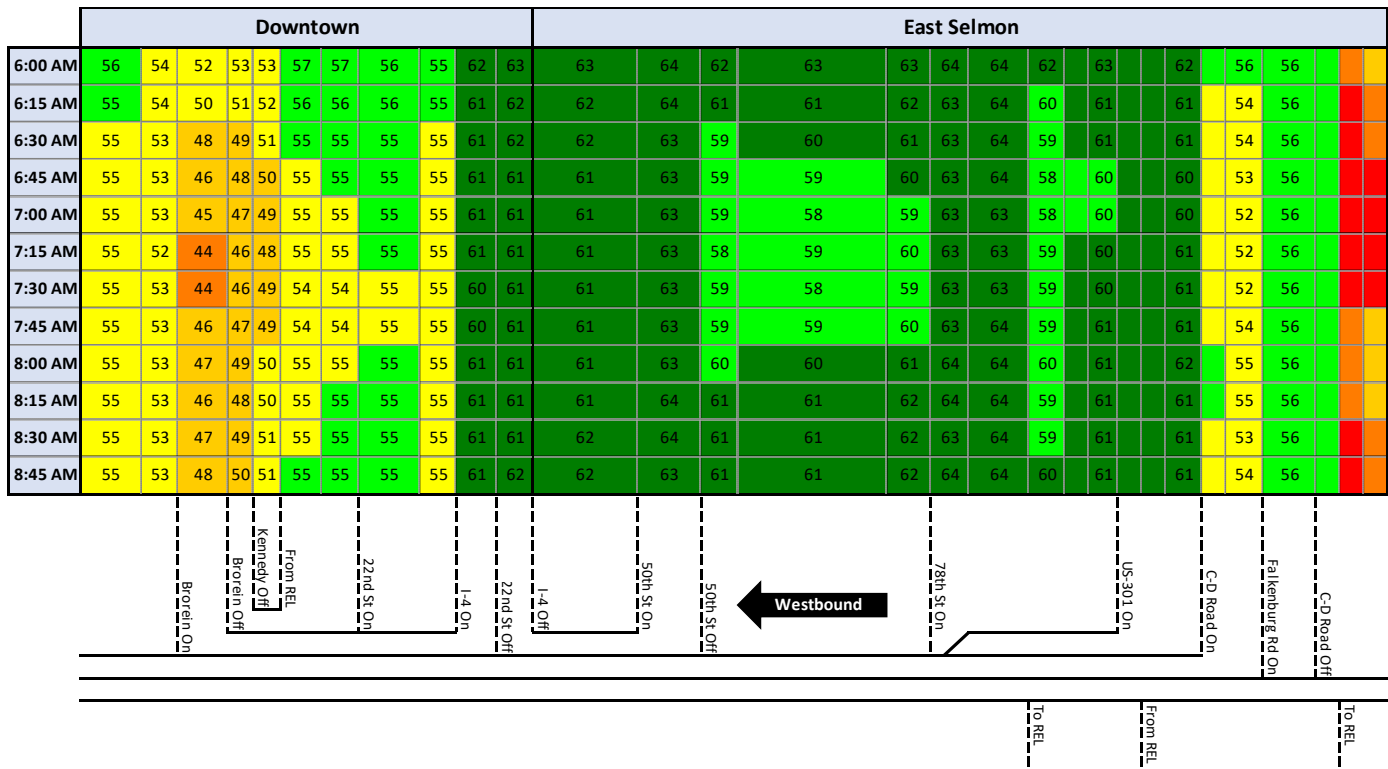 Downtown East Selmon
6:00 AM 56 54 52 53 53 57 57 56 55 62 63 63 64 62 63 63 64 64 62 63 62 56 56
6:15 AM 55 54 50 51 52 56 56 56 55 61 62 62 64 61 61 62 63 64 60 61 61 54 56
6:30 AM 55 53 48 49 51 55 55 55 55 61 62 62 63 59 60 61 63 64 59 61 61 54 56
6:45 AM 55 53 46 48 50 55 55 55 55 61 61 61 63 59 59 60 63 64 58 60 60 53 56
7:00 AM 55 53 45 47 49 55 55 55 55 61 61 61 63 59 58 59 63 63 58 60 60 52 56
7:15 AM 55 52 44 46 48 55 55 55 55 61 61 61 63 58 59 60 63 63 59 60 61 52 56
7:30 AM 55 53 44 46 49 54 54 55 55 60 61 61 63 59 58 59 63 63 59 60 61 52 56
7:45 AM 55 53 46 47 49 54 54 55 55 60 61 61 63 59 59 60 63 64 59 61 61 54 56
8:00 AM 55 53 47 49 50 55 55 55 55 61 61 61 63 60 60 61 64 64 60 61 62 55 56
8:15 AM 55 53 46 48 50 55 55 55 55 61 61 61 64 61 61 62 64 64 59 61 61 55 56
8:30 AM 55 53 47 49 51 55 55 55 55 61 61 62 64 61 61 62 63 64 59 61 61 53 56
8:45 AM 55 53 48 50 51 55 55 55 55 61 62 62 63 61 61 62 64 64 60 61 61 54 56
Brorein On
Brorein Off
Kennedy Off
From REL
22nd St On
I-4 On
22nd St Off
I-4 Off
50th St On
50th St Off
Westbound
78th St On
US-301 On
C-D Road On
Falkenburg Rd On
C-D Road Off
To REL
From REL
To REL